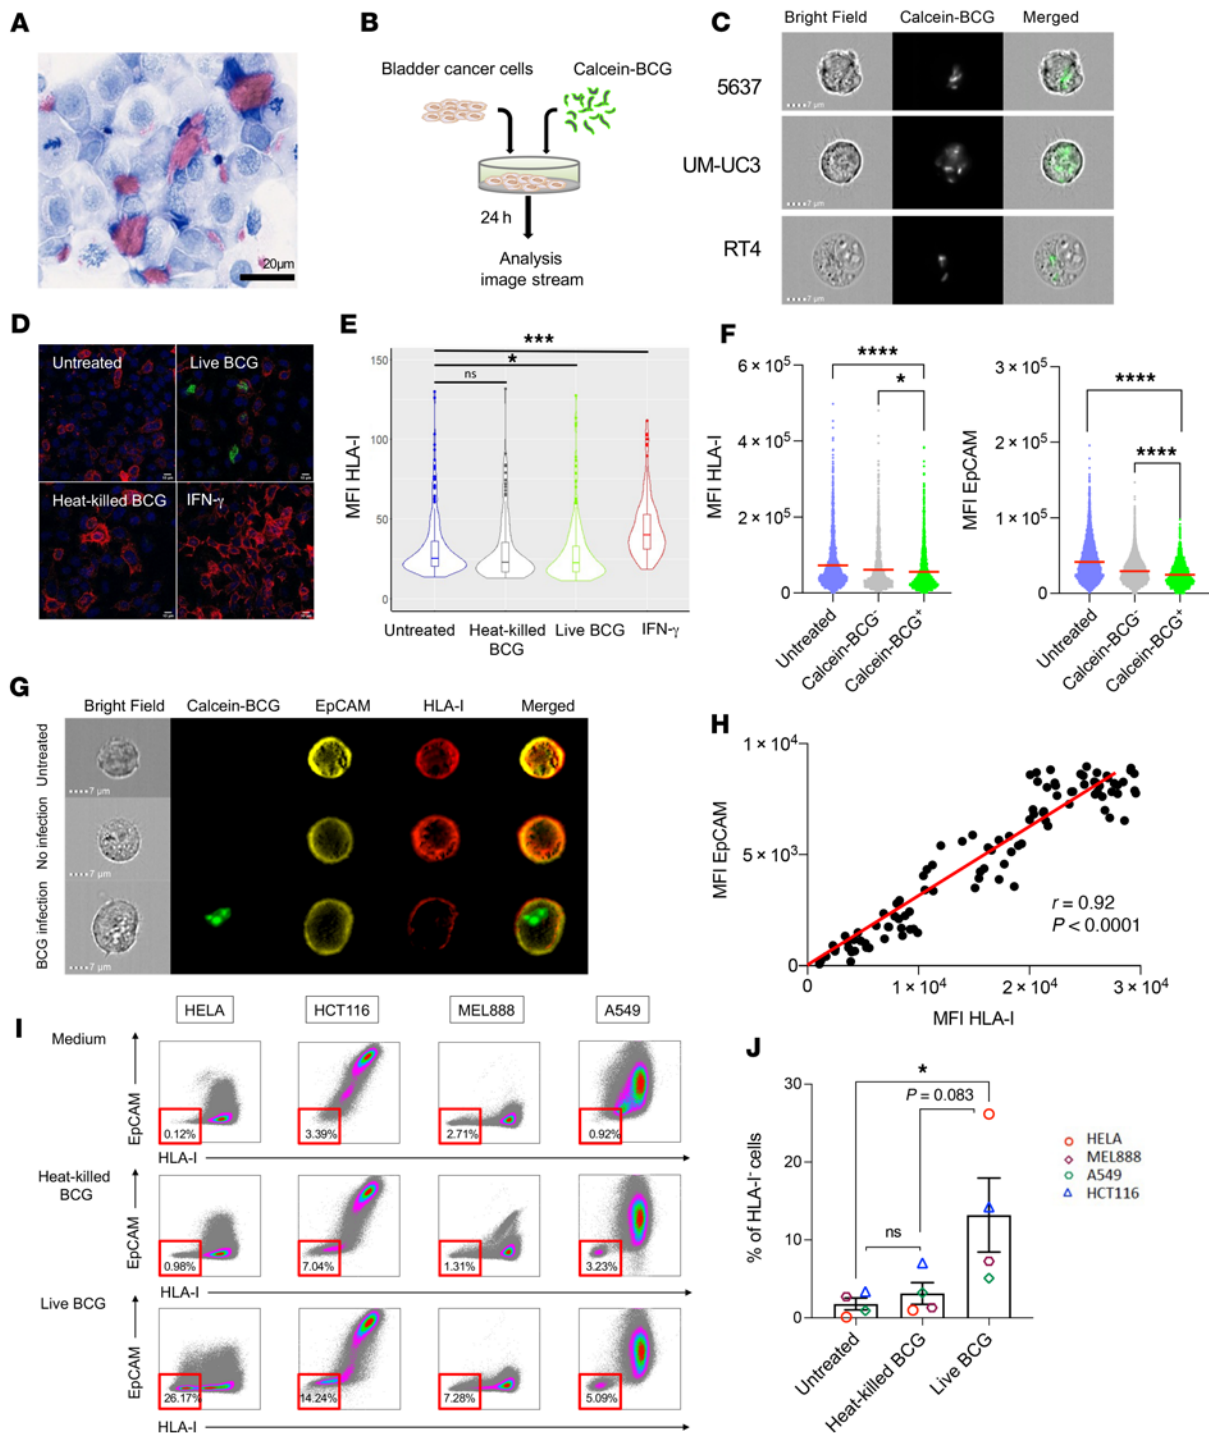 A
20μm
B
Bladder cancer cells
Calcein-BCG
24 h
Analysis
image stream
C
Bright Field
Calcein-BCG
Merged
5637
7 μm
UM-UC3
7 μm
RT4
7 μm
D
Untreated
Live BCG
Heat-killed BCG
IFN-γ
E
MFI HLA-I
150
100
50
0
***
*
ns
Untreated
Heat-killed
BCG
Live BCG
IFN-γ
F
MFI HLA-I
6 × 10⁵
4 × 10⁵
2 × 10⁵
0
****
*
Untreated
Calcein-BCG⁻
Calcein-BCG⁺
MFI EpCAM
3 × 10⁵
2 × 10⁵
1 × 10⁵
0
****
****
Untreated
Calcein-BCG⁻
Calcein-BCG⁺
G
Bright Field
Calcein-BCG
EpCAM
HLA-I
Merged
Untreated
7 μm
No infection
7 μm
BCG infection
7 μm
H
MFI EpCAM
1 × 10⁴
5 × 10³
0
r = 0.92
P < 0.0001
0
1 × 10⁴
2 × 10⁴
3 × 10⁴
MFI HLA-I
I
HELA
HCT116
MEL888
A549
Medium
EpCAM
0.12%
3.39%
2.71%
0.92%
HLA-I
Heat-killed
BCG
EpCAM
0.98%
7.04%
1.31%
3.23%
HLA-I
Live BCG
EpCAM
26.17%
14.24%
7.28%
5.09%
HLA-I
J
% of HLA-I⁻ cells
30
20
10
0
*
P = 0.083
ns
Untreated
Heat-killed BCG
Live BCG
HELA
MEL888
A549
HCT116